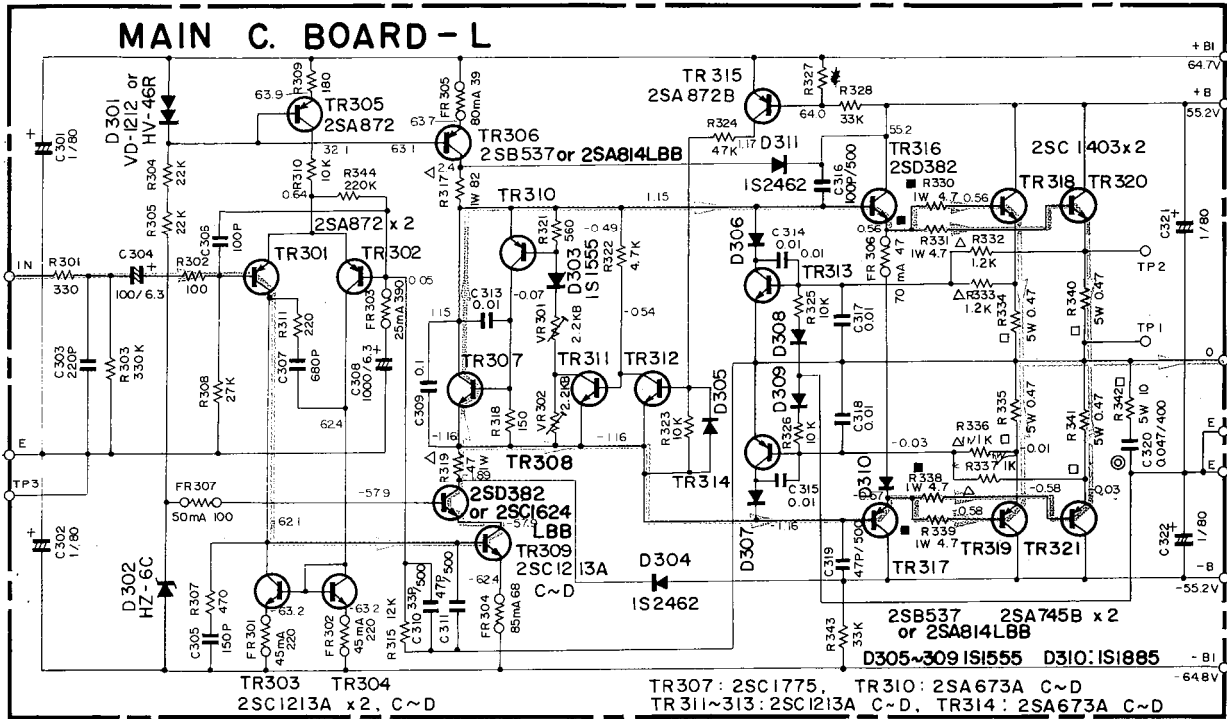 MAIN C. BOARD-L
+BI
64.7V
+B
55.2V
D301
VD-1212 or
HV-46R
R309
180
63.9
TR305
2SA872
32.1
FR305
80mA 39
63.7
63.1
TR306
2SB537 or 2SA814LBB
TR315
2SA872B
R327
64.0
R328
33K
R324
47K
1.17
D311
1S2462
55.2
TR316
2SD382
C316
100P/500
2SC1403x2
TR318
TR320
C301
1/80
R304
22K
R305
22K
R310
10K
R344
220K
0.64
2SA872 x 2
R317
1W 82
TR310
R321
560
D303
1S1555
-0.49
R322
4.7K
1.15
R330
1W 4.7
0.56
R331
1W 4.7
0.56
FR306
47
70 mA
R332
1.2K
R333
1.2K
TP2
C321
1/80
C306
100P
IN
R301
330
C304
100/6.3
R302
100
TR301
TR302
0.05
FR303
25mA 390
C313
0.01
1.15
-0.07
VR301
2.2KB
-0.54
D306
C314
0.01
0.01
TR313
R325
10K
D308
C317
0.01
R334
5W 0.47
R340
5W 0.47
TP1
O
C303
220P
R303
330K
R311
220
C307
680P
R308
27K
C308
1000/6.3
C309 0.1
TR307
R318
150
VR302
2.2KB
TR311
TR312
D305
R323
10K
D309
R326
10K
C318
0.01
R335
5W 0.47
R341
5W 0.47
R342
5W 10
C320
0.047/400
E
E
E
TP3
62.4
-1.16
TR308
-1.16
TR314
-0.03
R336
1K
R337 1K
-0.01
R319
47
1W
FR307
50mA 100
-57.9
2SD382
or 2SC1624
LBB
-57.9
TR309
2SC1213A
C~D
62.1
C315
0.01
D307
-1.16
D310
-0.67
R338
1W 4.7
-0.58
0.58
R339
1W 4.7
0.03
TR319
TR321
TR317
C322
1/80
-B
-55.2V
C302
1/80
D302
HZ-6C
R307
470
C305
150P
-63.2
-63.2
FR301
45mA
220
FR302
45mA
220
R315 12K
C310
33P/500
C311
47P/500
-62.4
FR304
85mA68
D304
1S2462
C319
47P/500
R343
33K
2SB537
or 2SA814LBB
2SA745B x2
D305~309 1S1555 D310:1S1885
-BI
-64.8V
TR303
TR304
2SC1213A x2, C~D
TR307: 2SC1775, TR310: 2SA673A C~D
TR311~313: 2SC1213A C~D, TR314: 2SA673A C~D